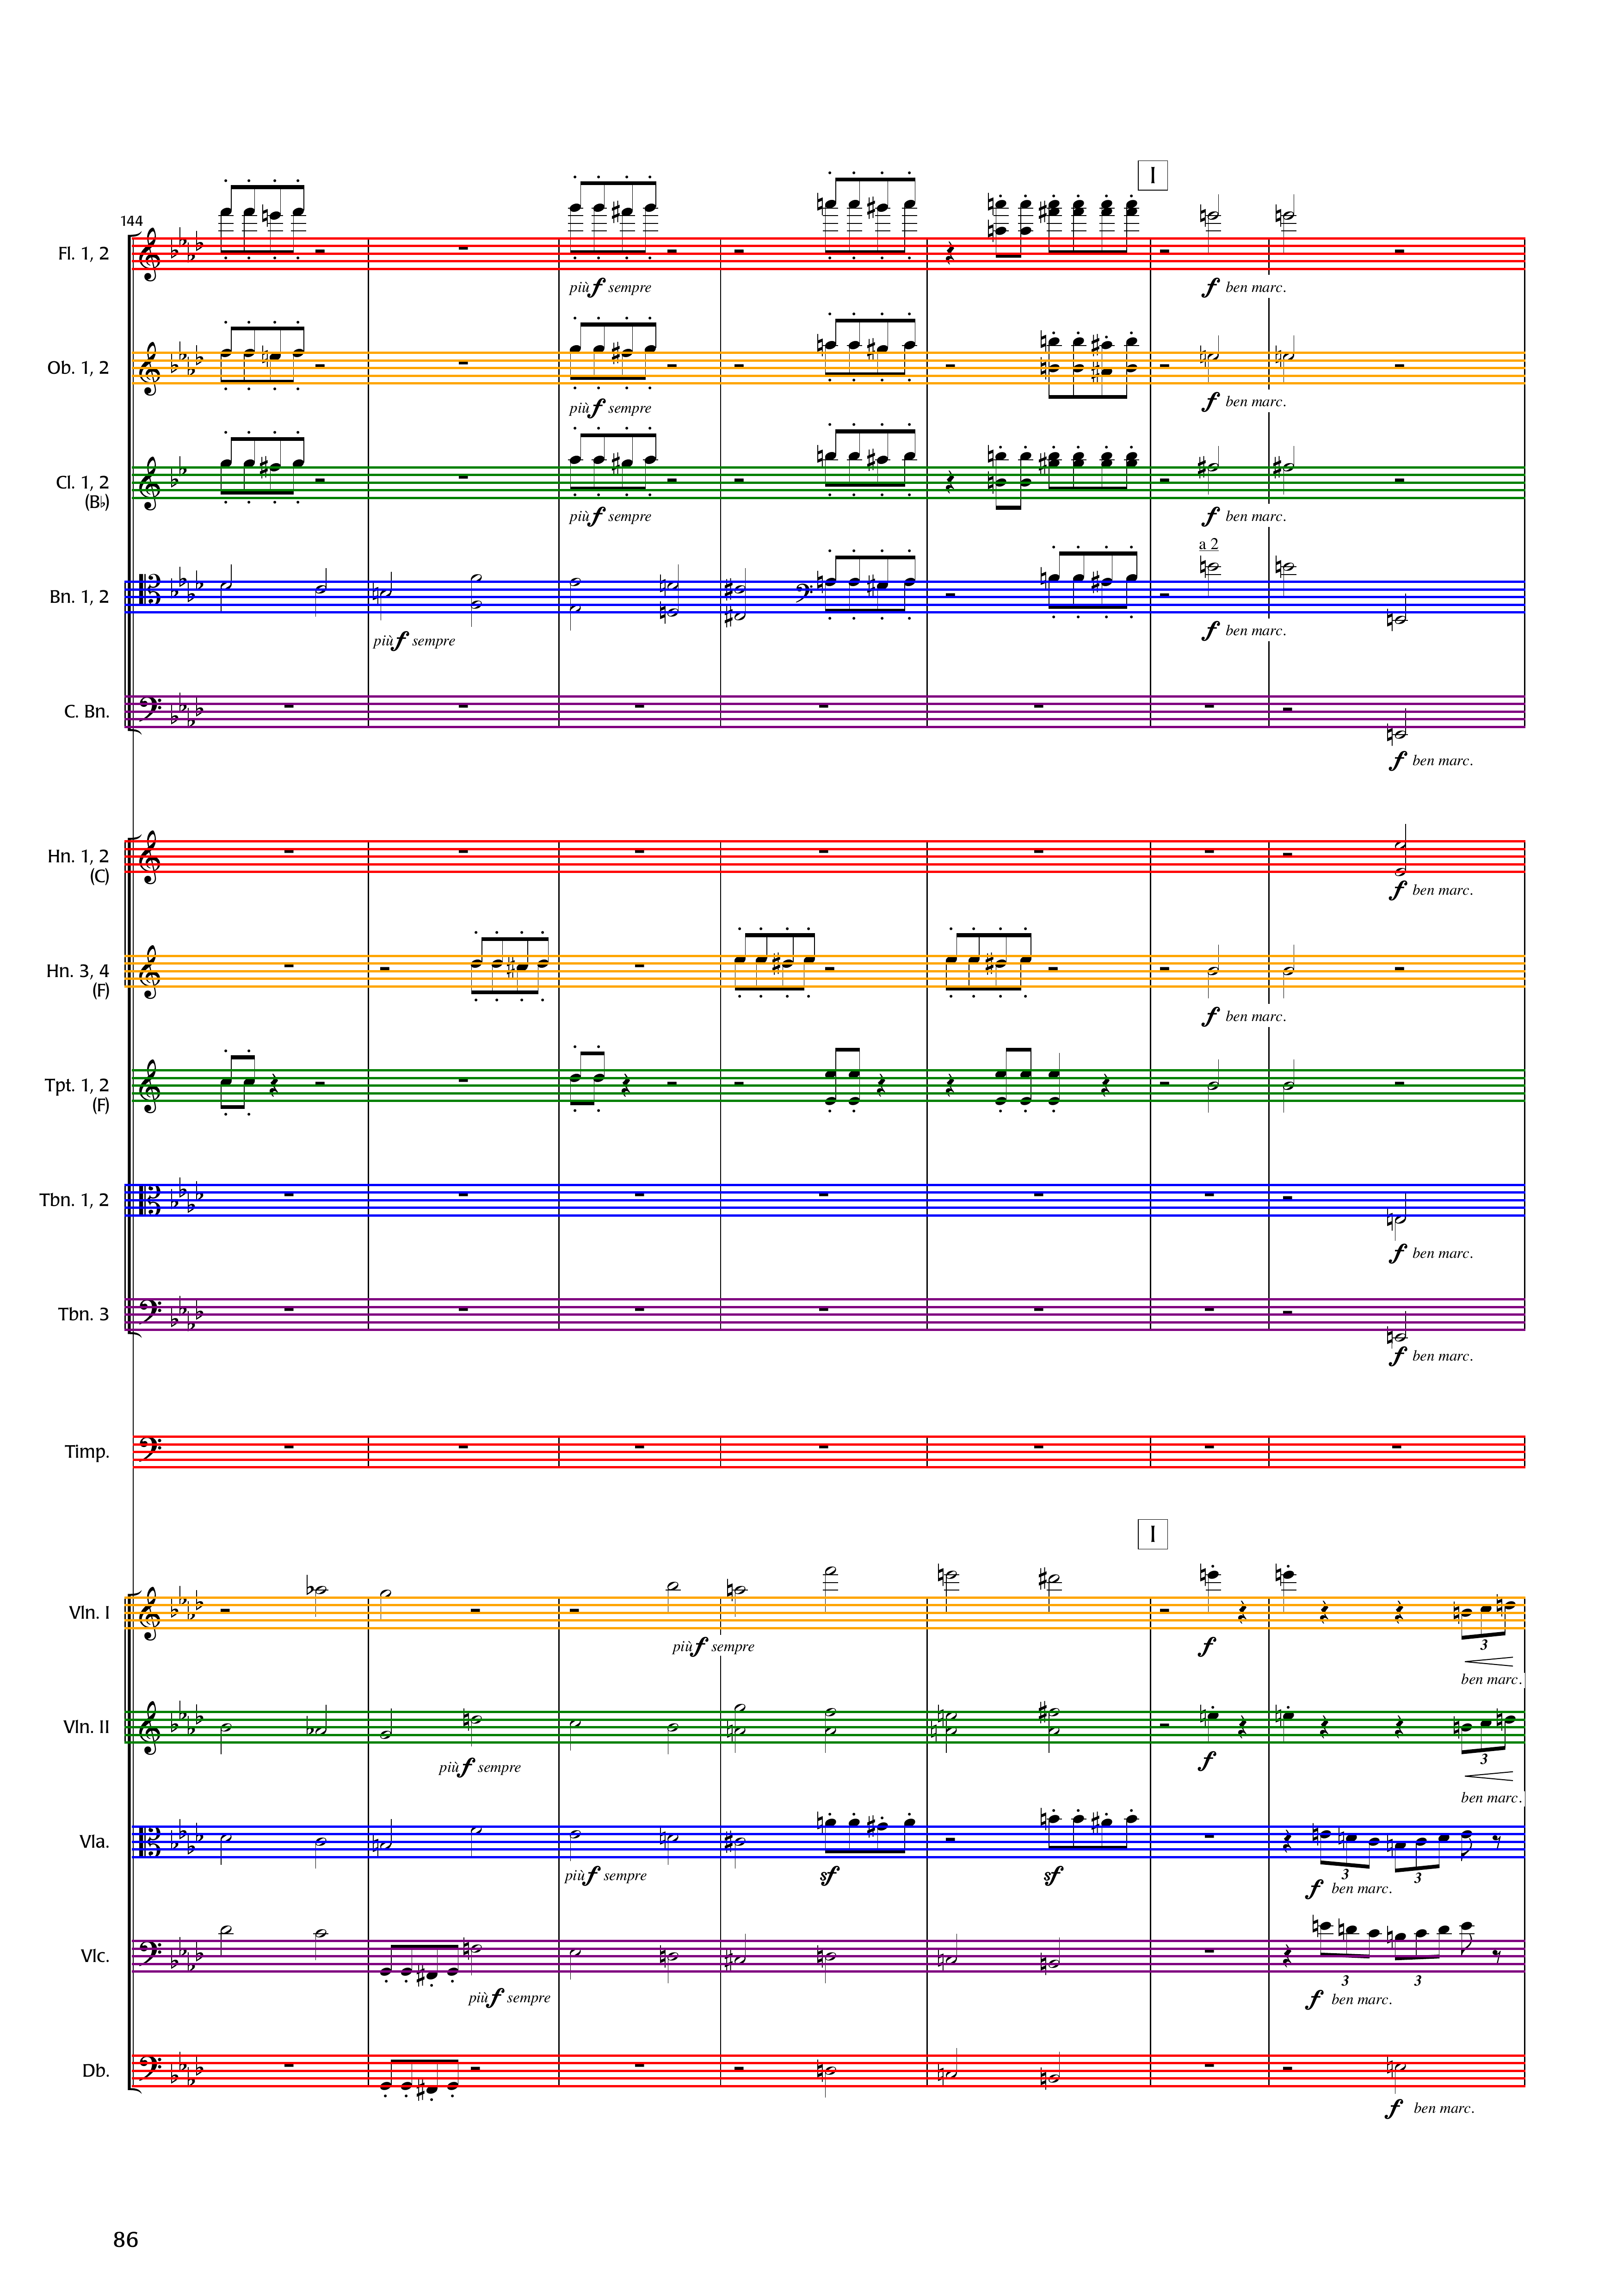 I
144
Fl. 1, 2
più f sempre
f ben marc.
Ob. 1, 2
più f sempre
f ben marc.
Cl. 1, 2
(B♭)
più f sempre
f ben marc.
a 2
Bn. 1, 2
più f sempre
f ben marc.
C. Bn.
f ben marc.
Hn. 1, 2
(C)
f ben marc.
Hn. 3, 4
(F)
f ben marc.
Tpt. 1, 2
(F)
Tbn. 1, 2
f ben marc.
Tbn. 3
f ben marc.
Timp.
I
Vln. I
più f sempre
f
3
ben marc.
Vln. II
più f sempre
f
3
ben marc.
Vla.
più f sempre
sf
sf
3
3
f ben marc.
Vlc.
più f sempre
3
3
f ben marc.
Db.
f ben marc.
86